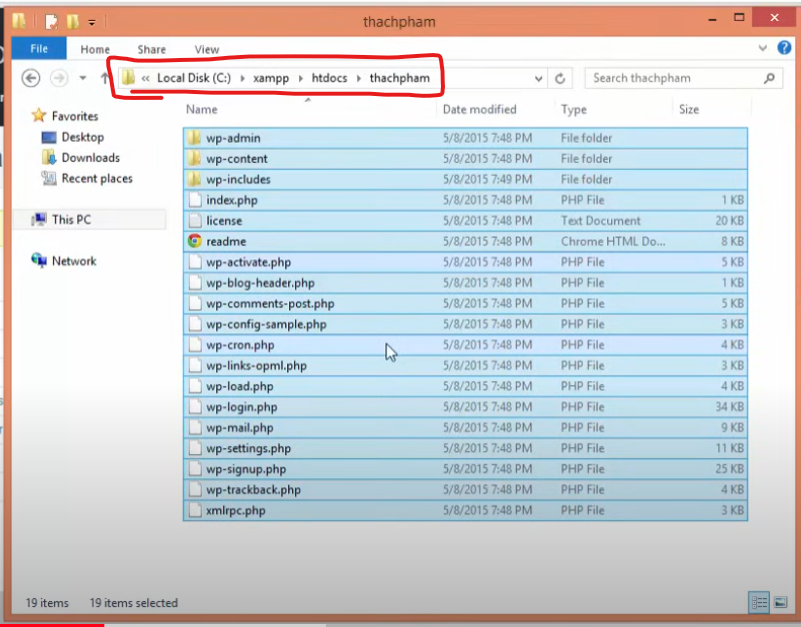 thachpham
File Home Share View
« Local Disk (C:) xampp htdocs thachpham Search thachpham
Favorites
Desktop
Downloads
Recent places
This PC
Network
Name Date modified Type Size
wp-admin 5/8/2015 7:48 PM File folder
wp-content 5/8/2015 7:48 PM File folder
wp-includes 5/8/2015 7:49 PM File folder
index.php 5/8/2015 7:48 PM PHP File 1 KB
license 5/8/2015 7:48 PM Text Document 20 KB
readme 5/8/2015 7:48 PM Chrome HTML Do... 8 KB
wp-activate.php 5/8/2015 7:48 PM PHP File 5 KB
wp-blog-header.php 5/8/2015 7:48 PM PHP File 1 KB
wp-comments-post.php 5/8/2015 7:48 PM PHP File 5 KB
wp-config-sample.php 5/8/2015 7:48 PM PHP File 3 KB
wp-cron.php 5/8/2015 7:48 PM PHP File 4 KB
wp-links-opml.php 5/8/2015 7:48 PM PHP File 3 KB
wp-load.php 5/8/2015 7:48 PM PHP File 4 KB
wp-login.php 5/8/2015 7:48 PM PHP File 34 KB
wp-mail.php 5/8/2015 7:48 PM PHP File 9 KB
wp-settings.php 5/8/2015 7:48 PM PHP File 11 KB
wp-signup.php 5/8/2015 7:48 PM PHP File 25 KB
wp-trackback.php 5/8/2015 7:48 PM PHP File 4 KB
xmlrpc.php 5/8/2015 7:48 PM PHP File 3 KB
19 items 19 items selected